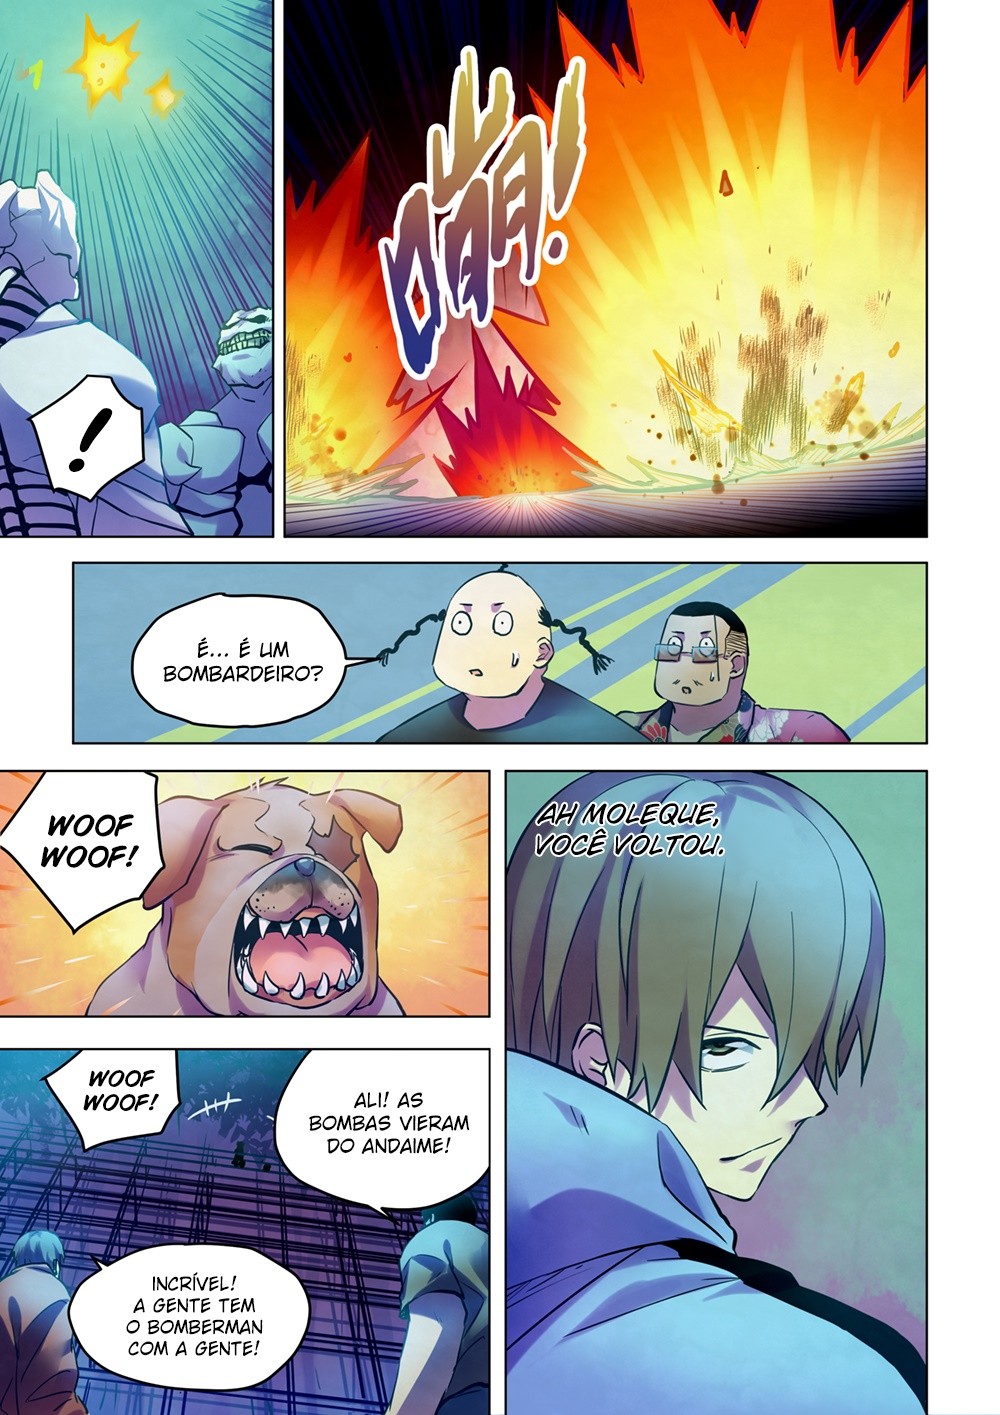 !
É... É UM
BOMBARDEIRO?
AH MOLEQUE,
VOCÊ VOLTOU.
WOOF
WOOF!
ALI! AS
BOMBAS VIERAM
DO ANDAIME!
WOOF
WOOF!
INCRÍVEL!
A GENTE TEM
O BOMBERMAN
COM A GENTE!